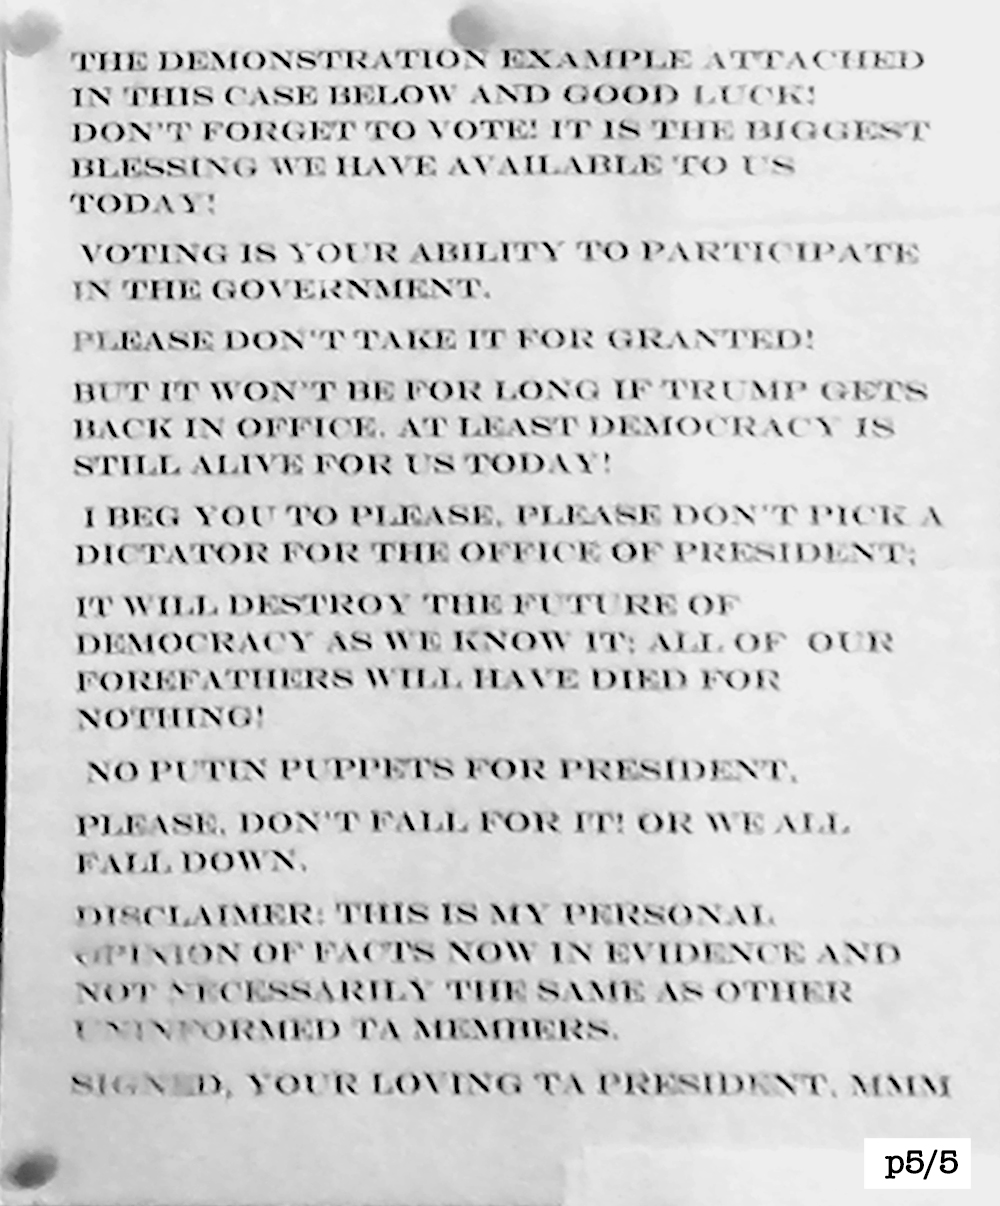 THE DEMONSTRATION EXAMPLE ATTACHED
IN THIS CASE BELOW AND GOOD LUCK!
DON'T FORGET TO VOTE! IT IS THE BIGGEST
BLESSING WE HAVE AVAILABLE TO US
TODAY!
VOTING IS YOUR ABILITY TO PARTICIPATE
IN THE GOVERNMENT.
PLEASE DON'T TAKE IT FOR GRANTED!
BUT IT WON'T BE FOR LONG IF TRUMP GETS
BACK IN OFFICE. AT LEAST DEMOCRACY IS
STILL ALIVE FOR US TODAY!
I BEG YOU TO PLEASE, PLEASE DON'T PICK A
DICTATOR FOR THE OFFICE OF PRESIDENT;
IT WILL DESTROY THE FUTURE OF
DEMOCRACY AS WE KNOW IT; ALL OF OUR
FOREFATHERS WILL HAVE DIED FOR
NOTHING!
NO PUTIN PUPPETS FOR PRESIDENT.
PLEASE, DON'T FALL FOR IT! OR WE ALL
FALL DOWN.
DISCLAIMER: THIS IS MY PERSONAL
OPINION OF FACTS NOW IN EVIDENCE AND
NOT NECESSARILY THE SAME AS OTHER
UNINFORMED TA MEMBERS.
SIGNED, YOUR LOVING TA PRESIDENT, MMM
p5/5